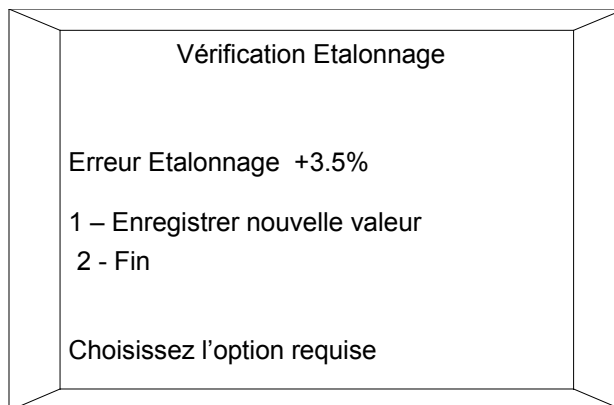 Vérification Etalonnage
Erreur Etalonnage +3.5%
1 – Enregistrer nouvelle valeur
2 - Fin
Choisissez l’option requise